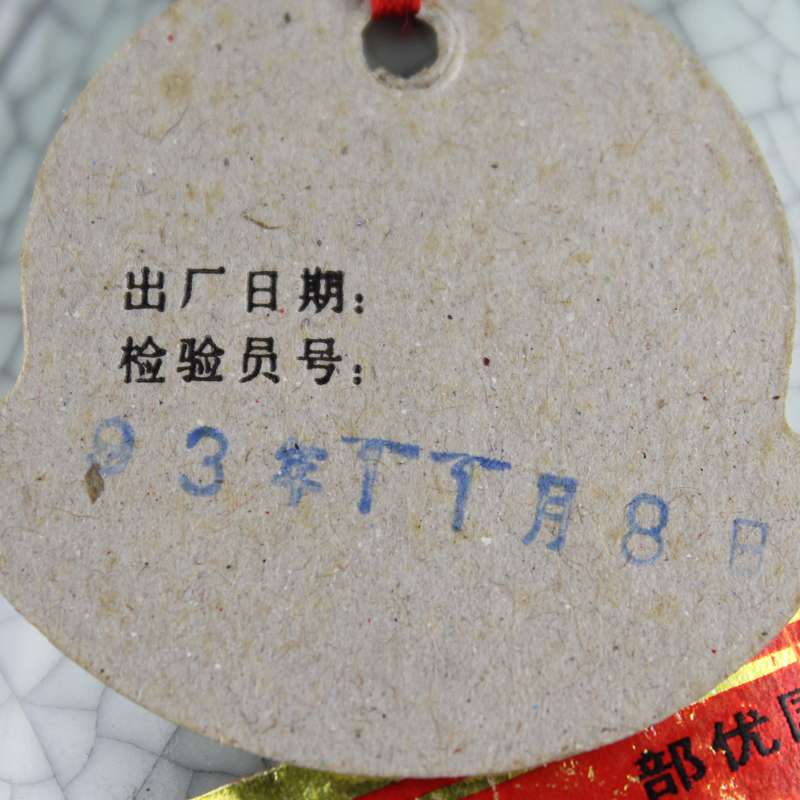 出厂日期：
检验员号：
93年11月8日
部优